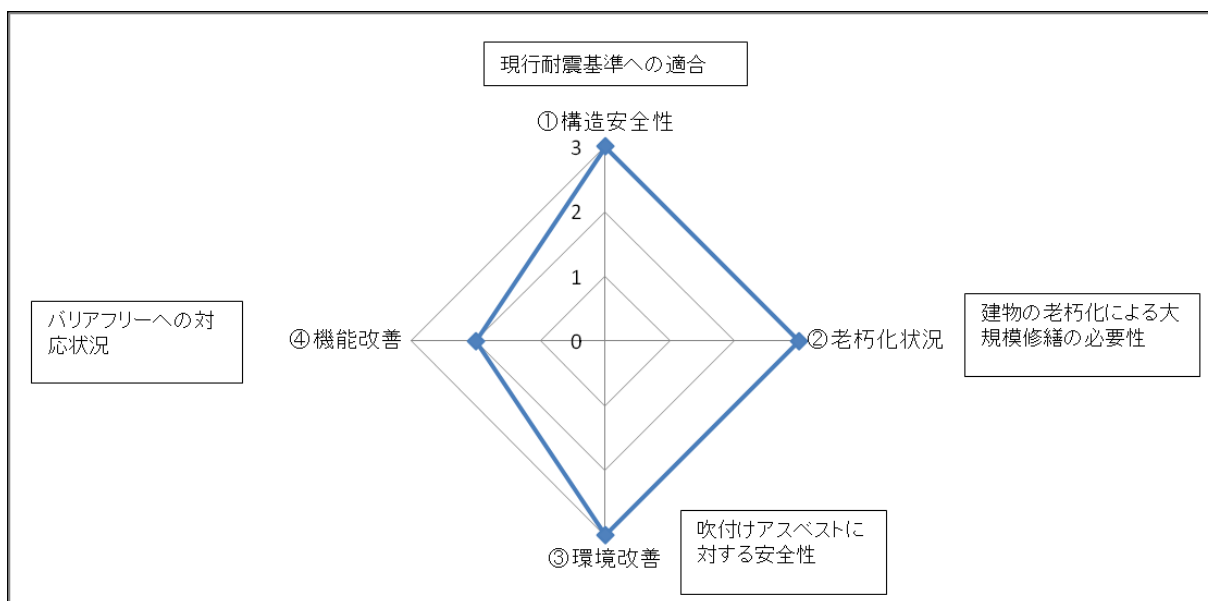 現行耐震基準への適合
①構造安全性
3
2
1
0
バリアフリーへの対
応状況
④機能改善
②老朽化状況
建物の老朽化による大
規模修繕の必要性
吹付けアスベストに
対する安全性
③環境改善